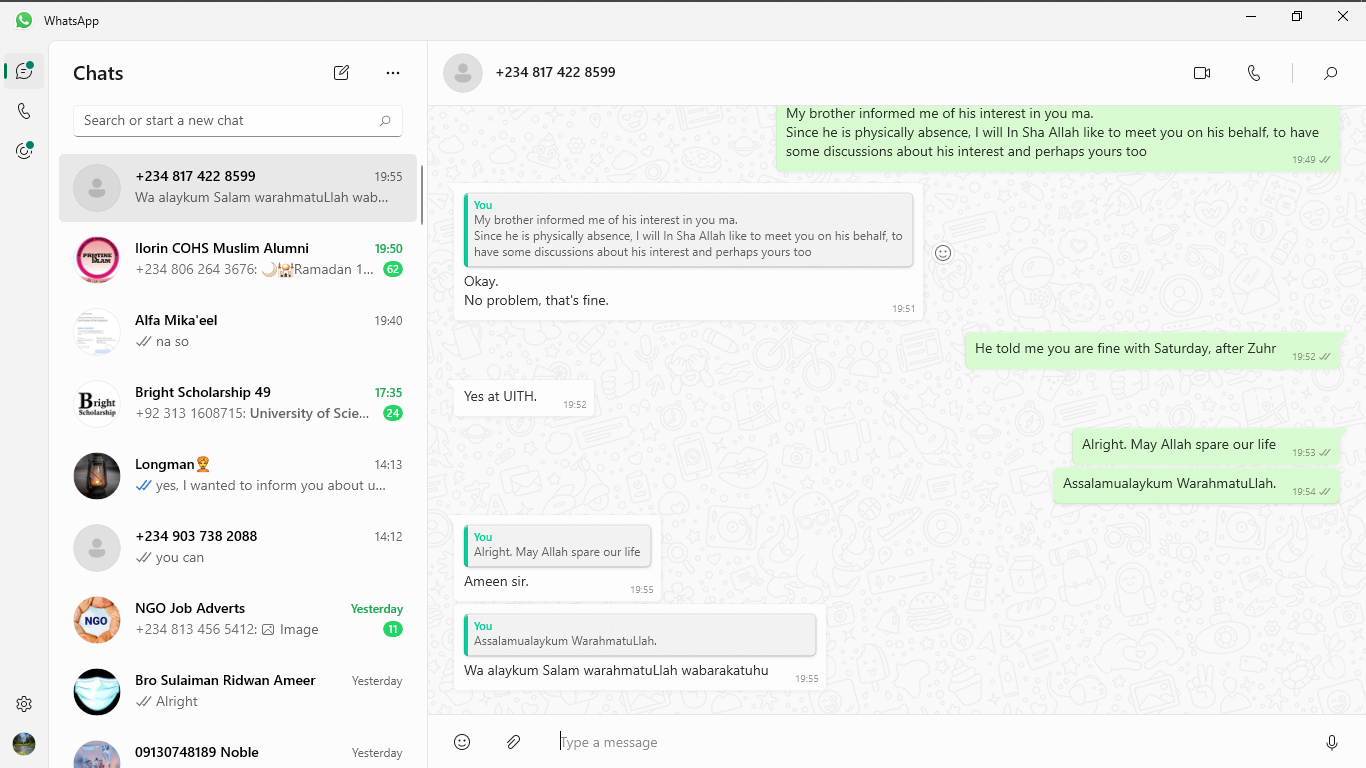 WhatsApp
Chats
Search or start a new chat
+234 817 422 8599
19:55
Wa alaykum Salam warahmatuLlah wab...
Ilorin COHS Muslim Alumni
19:50
+234 806 264 3676: 🌙🕌Ramadan 1...
62
Alfa Mika'eel
19:40
na so
Bright Scholarship 49
17:35
+92 313 1608715: University of Scie...
24
Bright
Scholarship
Longman
14:13
yes, I wanted to inform you about u...
+234 903 738 2088
14:12
you can
NGO Job Adverts
Yesterday
+234 813 456 5412: Image
11
NGO
Bro Sulaiman Ridwan Ameer
Yesterday
Alright
09130748189 Noble
Yesterday
+234 817 422 8599
My brother informed me of his interest in you ma.
Since he is physically absence, I will In Sha Allah like to meet you on his behalf, to have
some discussions about his interest and perhaps yours too
19:49
You
My brother informed me of his interest in you ma.
Since he is physically absence, I will In Sha Allah like to meet you on his behalf, to
have some discussions about his interest and perhaps yours too
Okay.
No problem, that's fine.
19:51
He told me you are fine with Saturday, after Zuhr
19:52
Yes at UITH.
19:52
Alright. May Allah spare our life
19:53
Assalamualaykum WarahmatuLlah.
19:54
You
Alright. May Allah spare our life
Ameen sir.
19:55
You
Assalamualaykum WarahmatuLlah.
Wa alaykum Salam warahmatuLlah wabarakatuhu
19:55
Type a message